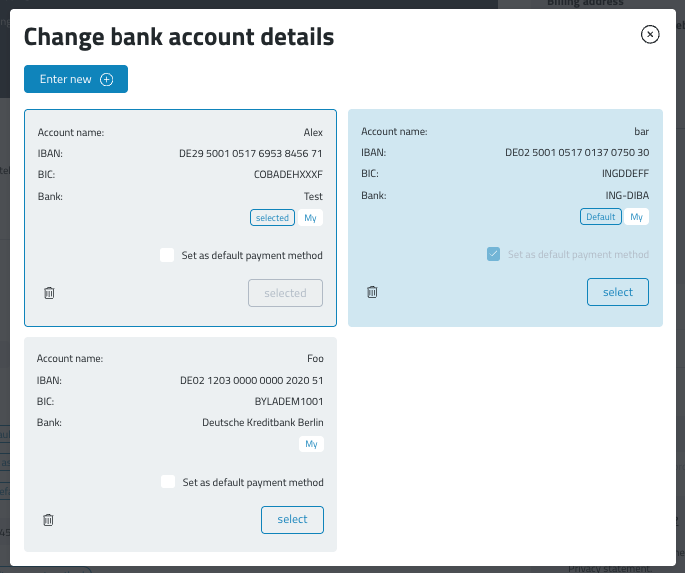 Billing address
Change bank account details
Enter new
Account name: Alex
IBAN: DE29 5001 0517 6953 8456 71
BIC: COBADEHXXXF
Bank: Test
selected My
Set as default payment method
selected
Account name: bar
IBAN: DE02 5001 0517 0137 0750 30
BIC: INGDDEFF
Bank: ING-DIBA
Default My
Set as default payment method
select
Account name: Foo
IBAN: DE02 1203 0000 0000 2020 51
BIC: BYLADEM1001
Bank: Deutsche Kreditbank Berlin
My
Set as default payment method
select
Privacy statement.